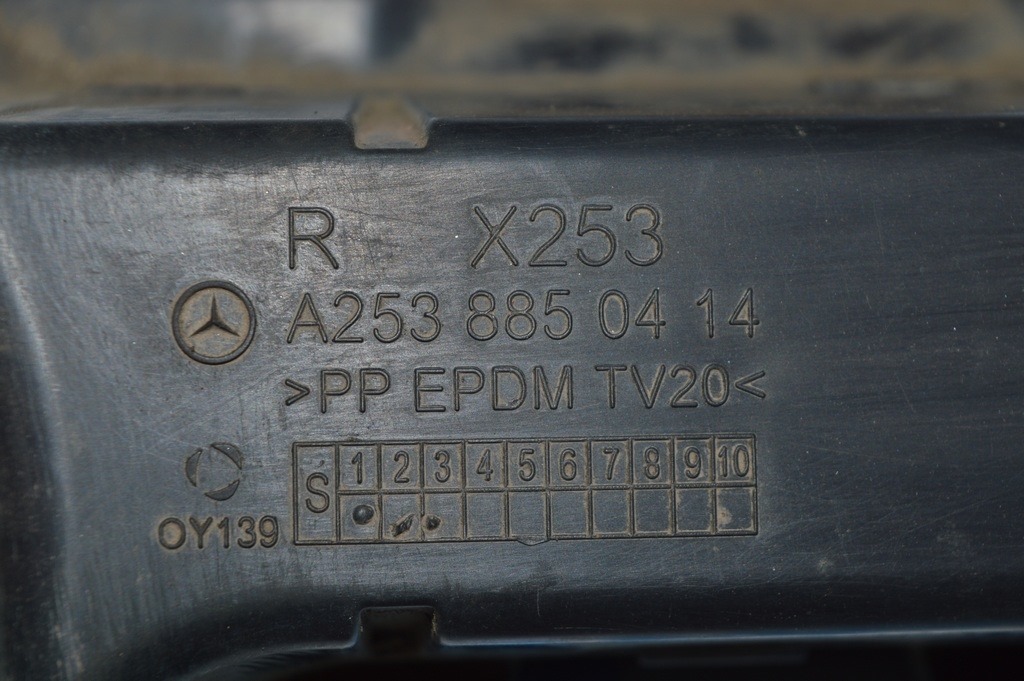 R X253
A253 885 04 14
>PP EPDM TV20<
S 1 2 3 4 5 6 7 8 9 10
OY139